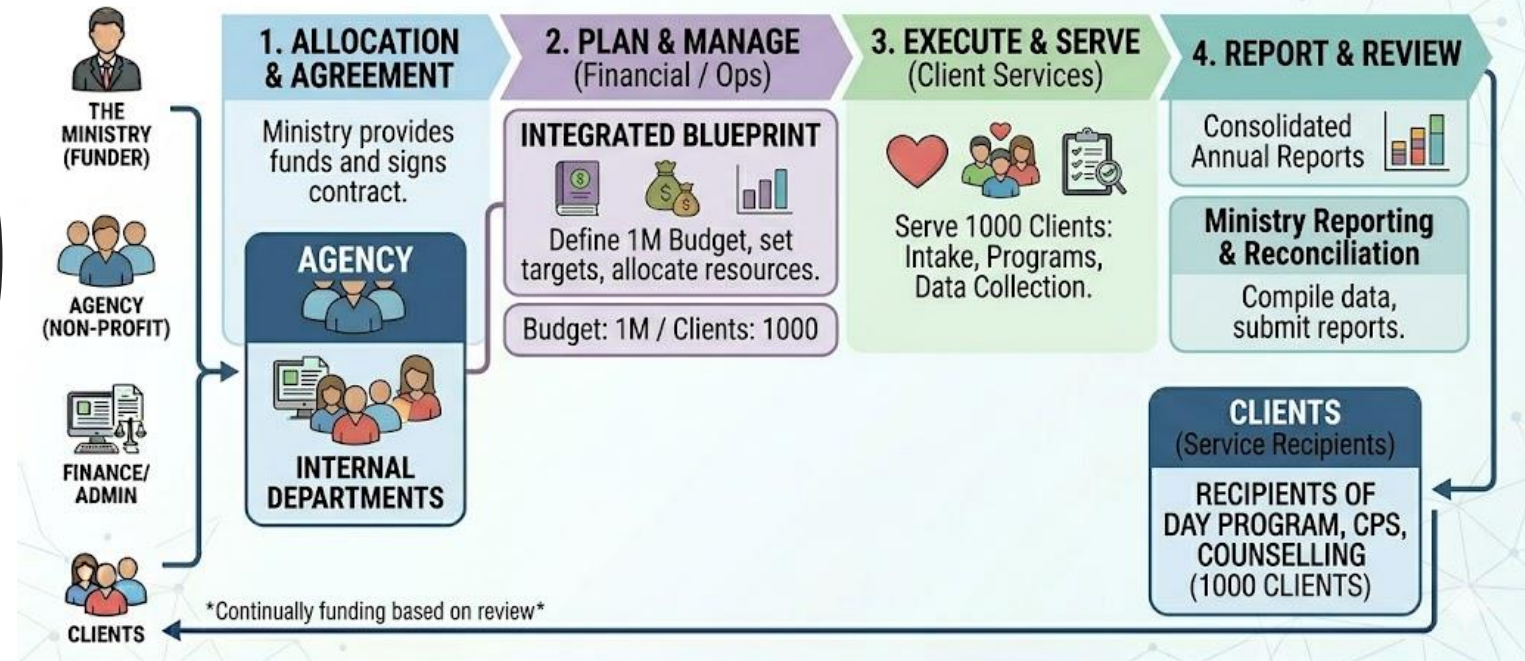 THE
MINISTRY
(FUNDER)
AGENCY
(NON-PROFIT)
FINANCE/
ADMIN
CLIENTS
1. ALLOCATION
& AGREEMENT
Ministry provides
funds and signs
contract.
AGENCY
INTERNAL
DEPARTMENTS
2. PLAN & MANAGE
(Financial / Ops)
INTEGRATED BLUEPRINT
$
$
$
Define 1M Budget, set
targets, allocate resources.
Budget: 1M / Clients: 1000
3. EXECUTE & SERVE
(Client Services)
Serve 1000 Clients:
Intake, Programs,
Data Collection.
4. REPORT & REVIEW
Consolidated
Annual Reports
Ministry Reporting
& Reconciliation
Compile data,
submit reports.
CLIENTS
(Service Recipients)
RECIPIENTS OF
DAY PROGRAM, CPS,
COUNSELLING
(1000 CLIENTS)
*Continually funding based on review*